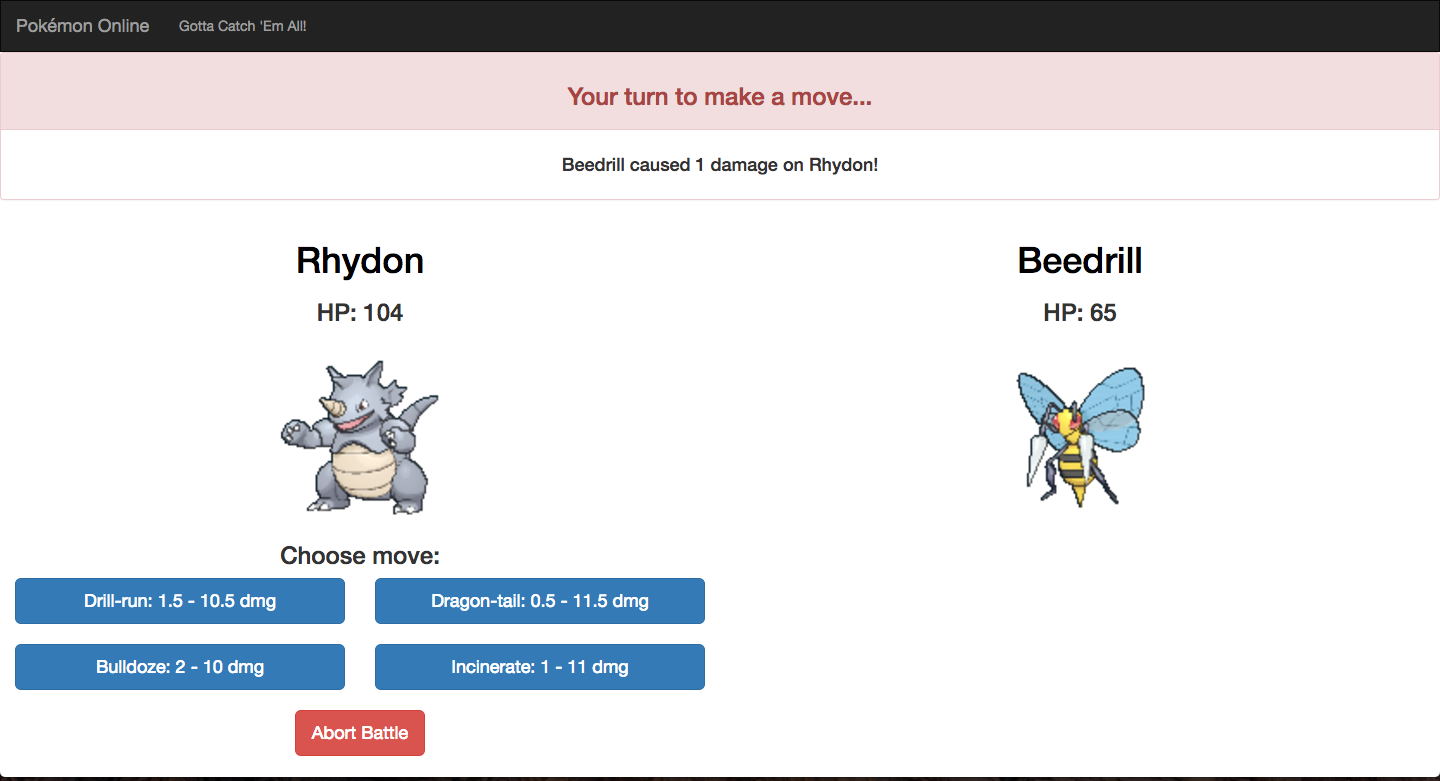 Pokémon Online Gotta Catch 'Em All!
Your turn to make a move...
Beedrill caused 1 damage on Rhydon!
Rhydon
HP: 104
Beedrill
HP: 65
Choose move:
Drill-run: 1.5 - 10.5 dmg
Dragon-tail: 0.5 - 11.5 dmg
Bulldoze: 2 - 10 dmg
Incinerate: 1 - 11 dmg
Abort Battle